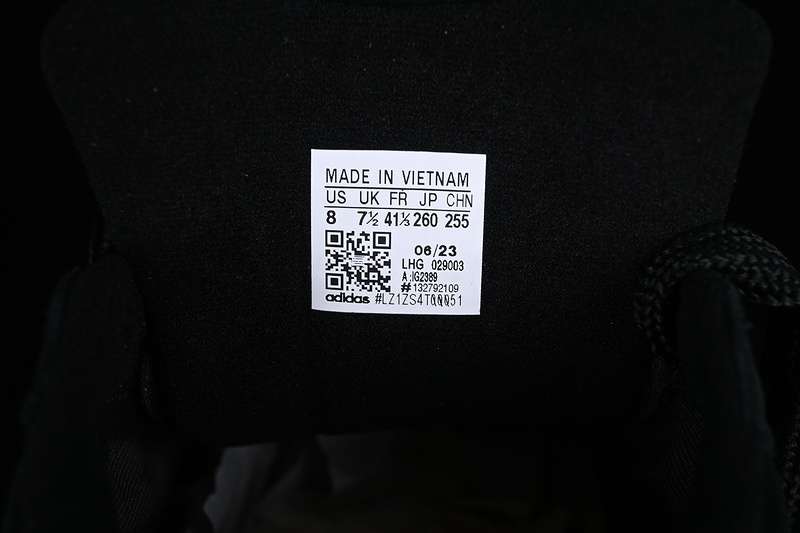 MADE IN VIETNAM
US UK FR JP CHN
8 7½ 41⅓ 260 255
06/23
LHG 029003
A:IG2389
#132792109
adidas #LZ1ZS4TQQQ51